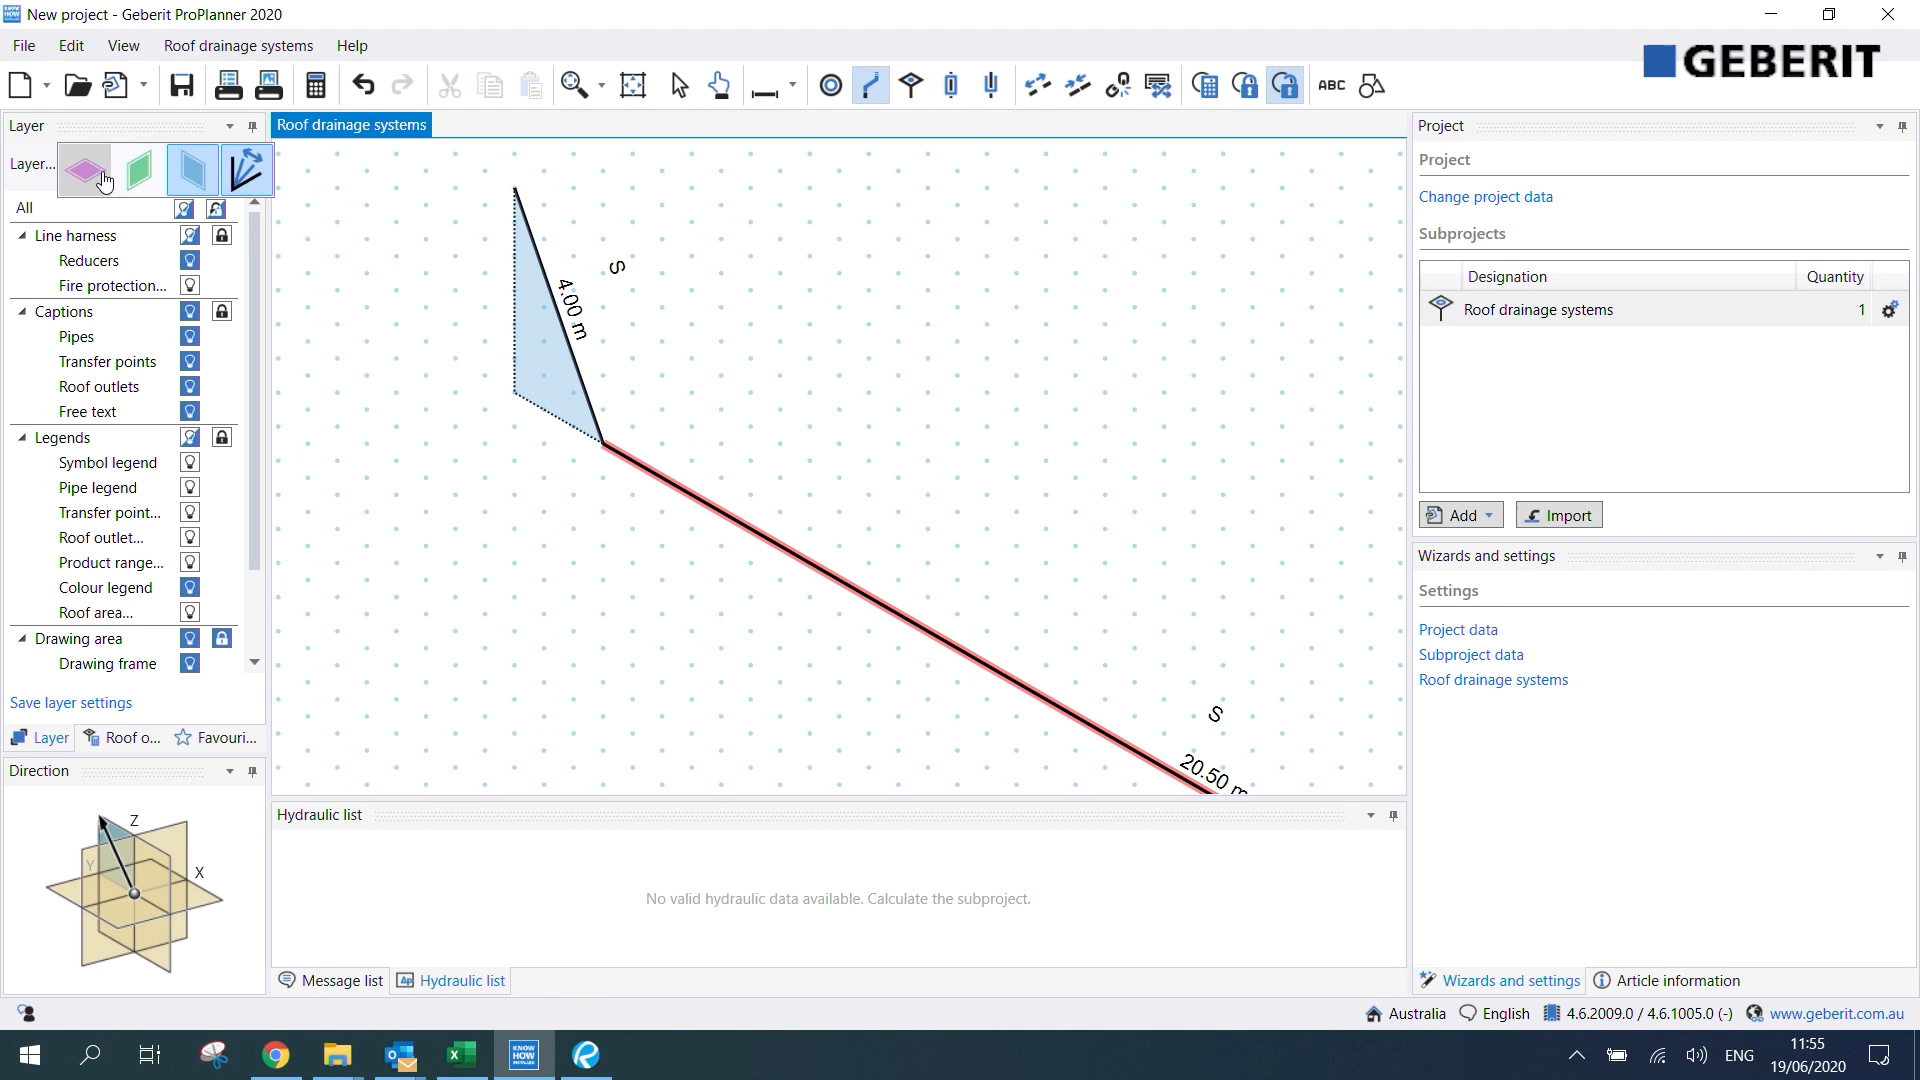 New project - Geberit ProPlanner 2020
File Edit View Roof drainage systems Help
GEBERIT
ABC
Layer
Roof drainage systems
Project
Layer...
Project
Change project data
All
Subprojects
Line harness
Reducers
Designation Quantity
Fire protection...
Roof drainage systems 1
Captions
Pipes
Transfer points
Roof outlets
Free text
Legends
Symbol legend
Pipe legend
Transfer point...
Add Import
Roof outlet...
Product range...
Wizards and settings
Colour legend
Settings
Roof area...
Project data
Drawing area
Subproject data
Drawing frame
Roof drainage systems
S
4.00 m
S
20.50 m
Save layer settings
Layer Roof o... Favouri...
Direction
Hydraulic list
Z
Y
X
No valid hydraulic data available. Calculate the subproject.
Message list Ap Hydraulic list
Wizards and settings Article information
Australia English 4.6.2009.0 / 4.6.1005.0 (-) www.geberit.com.au
KNOW
HOW
INSTALLED
ENG
11:55
19/06/2020